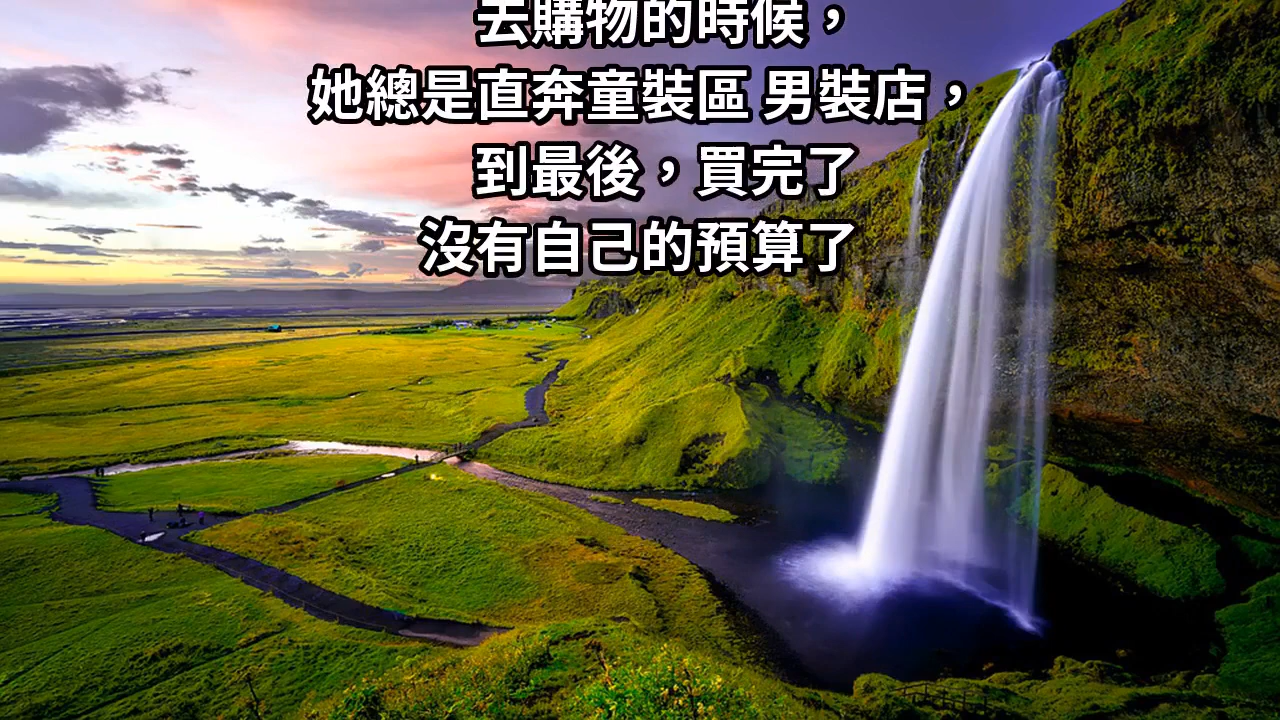 去購物的時候，
她總是直奔童裝區 男裝店，
到最後，買完了
沒有自己的預算了